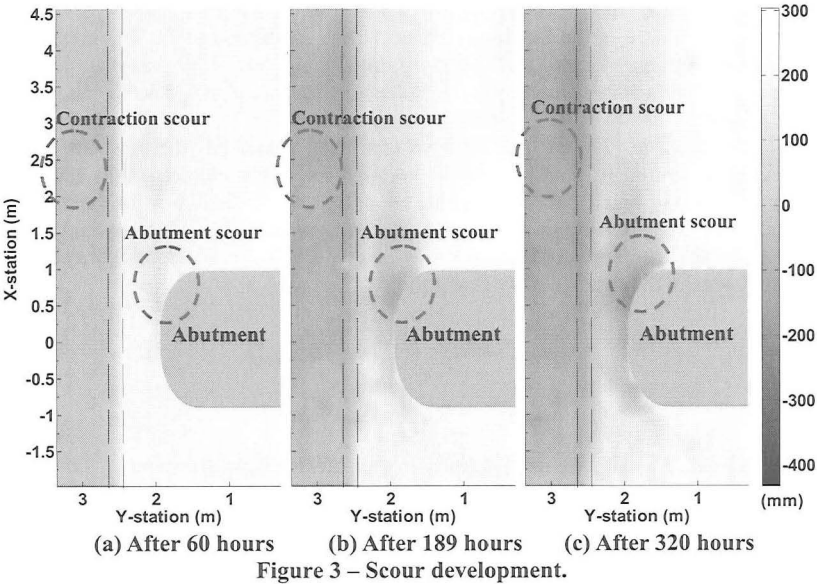 4.5
4
3.5
3
2.5
2
1.5
1
0.5
0
-0.5
-1
-1.5
X-station (m)
Contraction scour
Abutment scour
Abutment
3 2 1
Y-station (m)
(a) After 60 hours
Contraction scour
Abutment scour
Abutment
3 2 1
Y-station (m)
(b) After 189 hours
Contraction scour
Abutment scour
Abutment
3 2 1
Y-station (m)
(c) After 320 hours
300
200
100
0
-100
-200
-300
-400
(mm)
Figure 3 – Scour development.